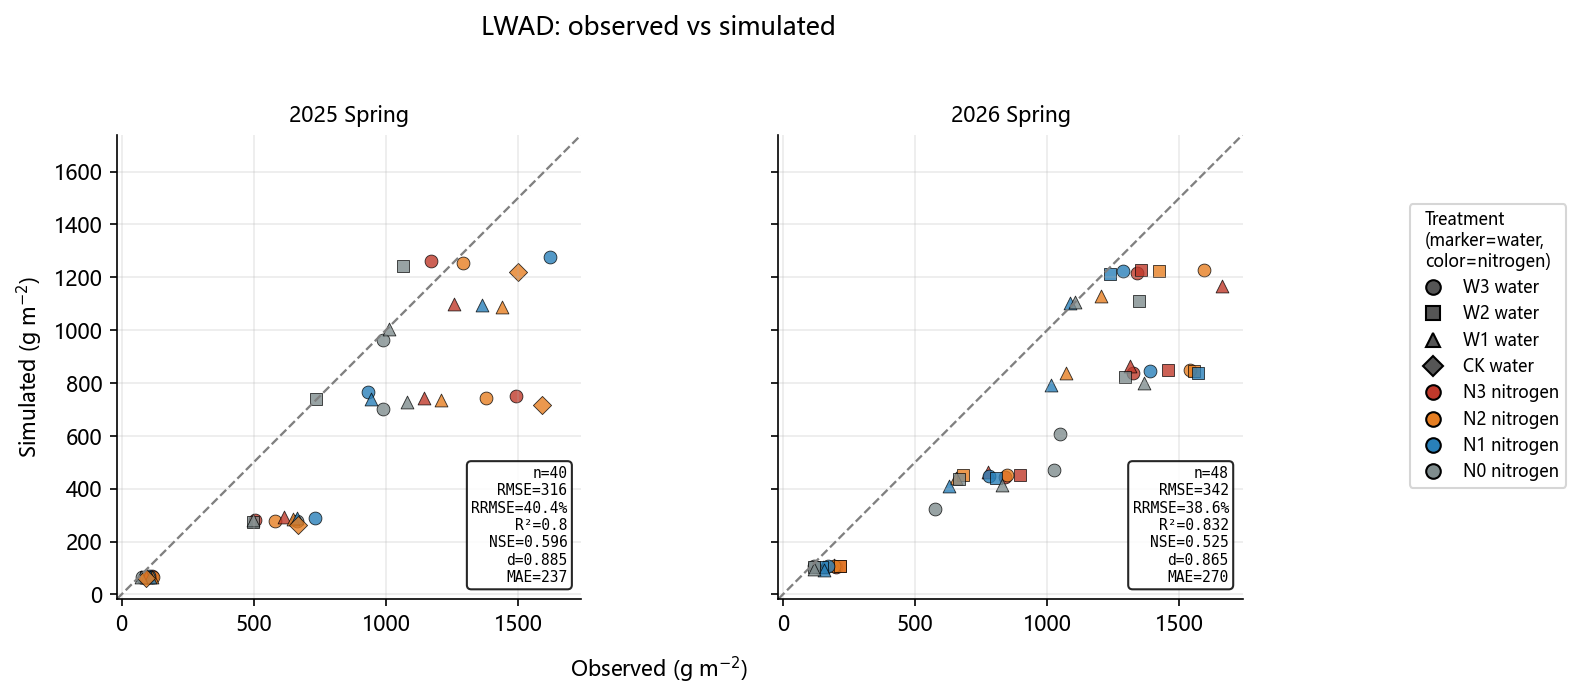 LWAD: observed vs simulated
2025 Spring
2026 Spring
Simulated (g m⁻²)
1600
1400
1200
1000
800
600
400
200
0
0
500
1000
1500
n=40
RMSE=316
RRMSE=40.4%
R²=0.8
NSE=0.596
d=0.885
MAE=237
0
500
1000
1500
n=48
RMSE=342
RRMSE=38.6%
R²=0.832
NSE=0.525
d=0.865
MAE=270
Observed (g m⁻²)
Treatment
(marker=water,
color=nitrogen)
W3 water
W2 water
W1 water
CK water
N3 nitrogen
N2 nitrogen
N1 nitrogen
N0 nitrogen